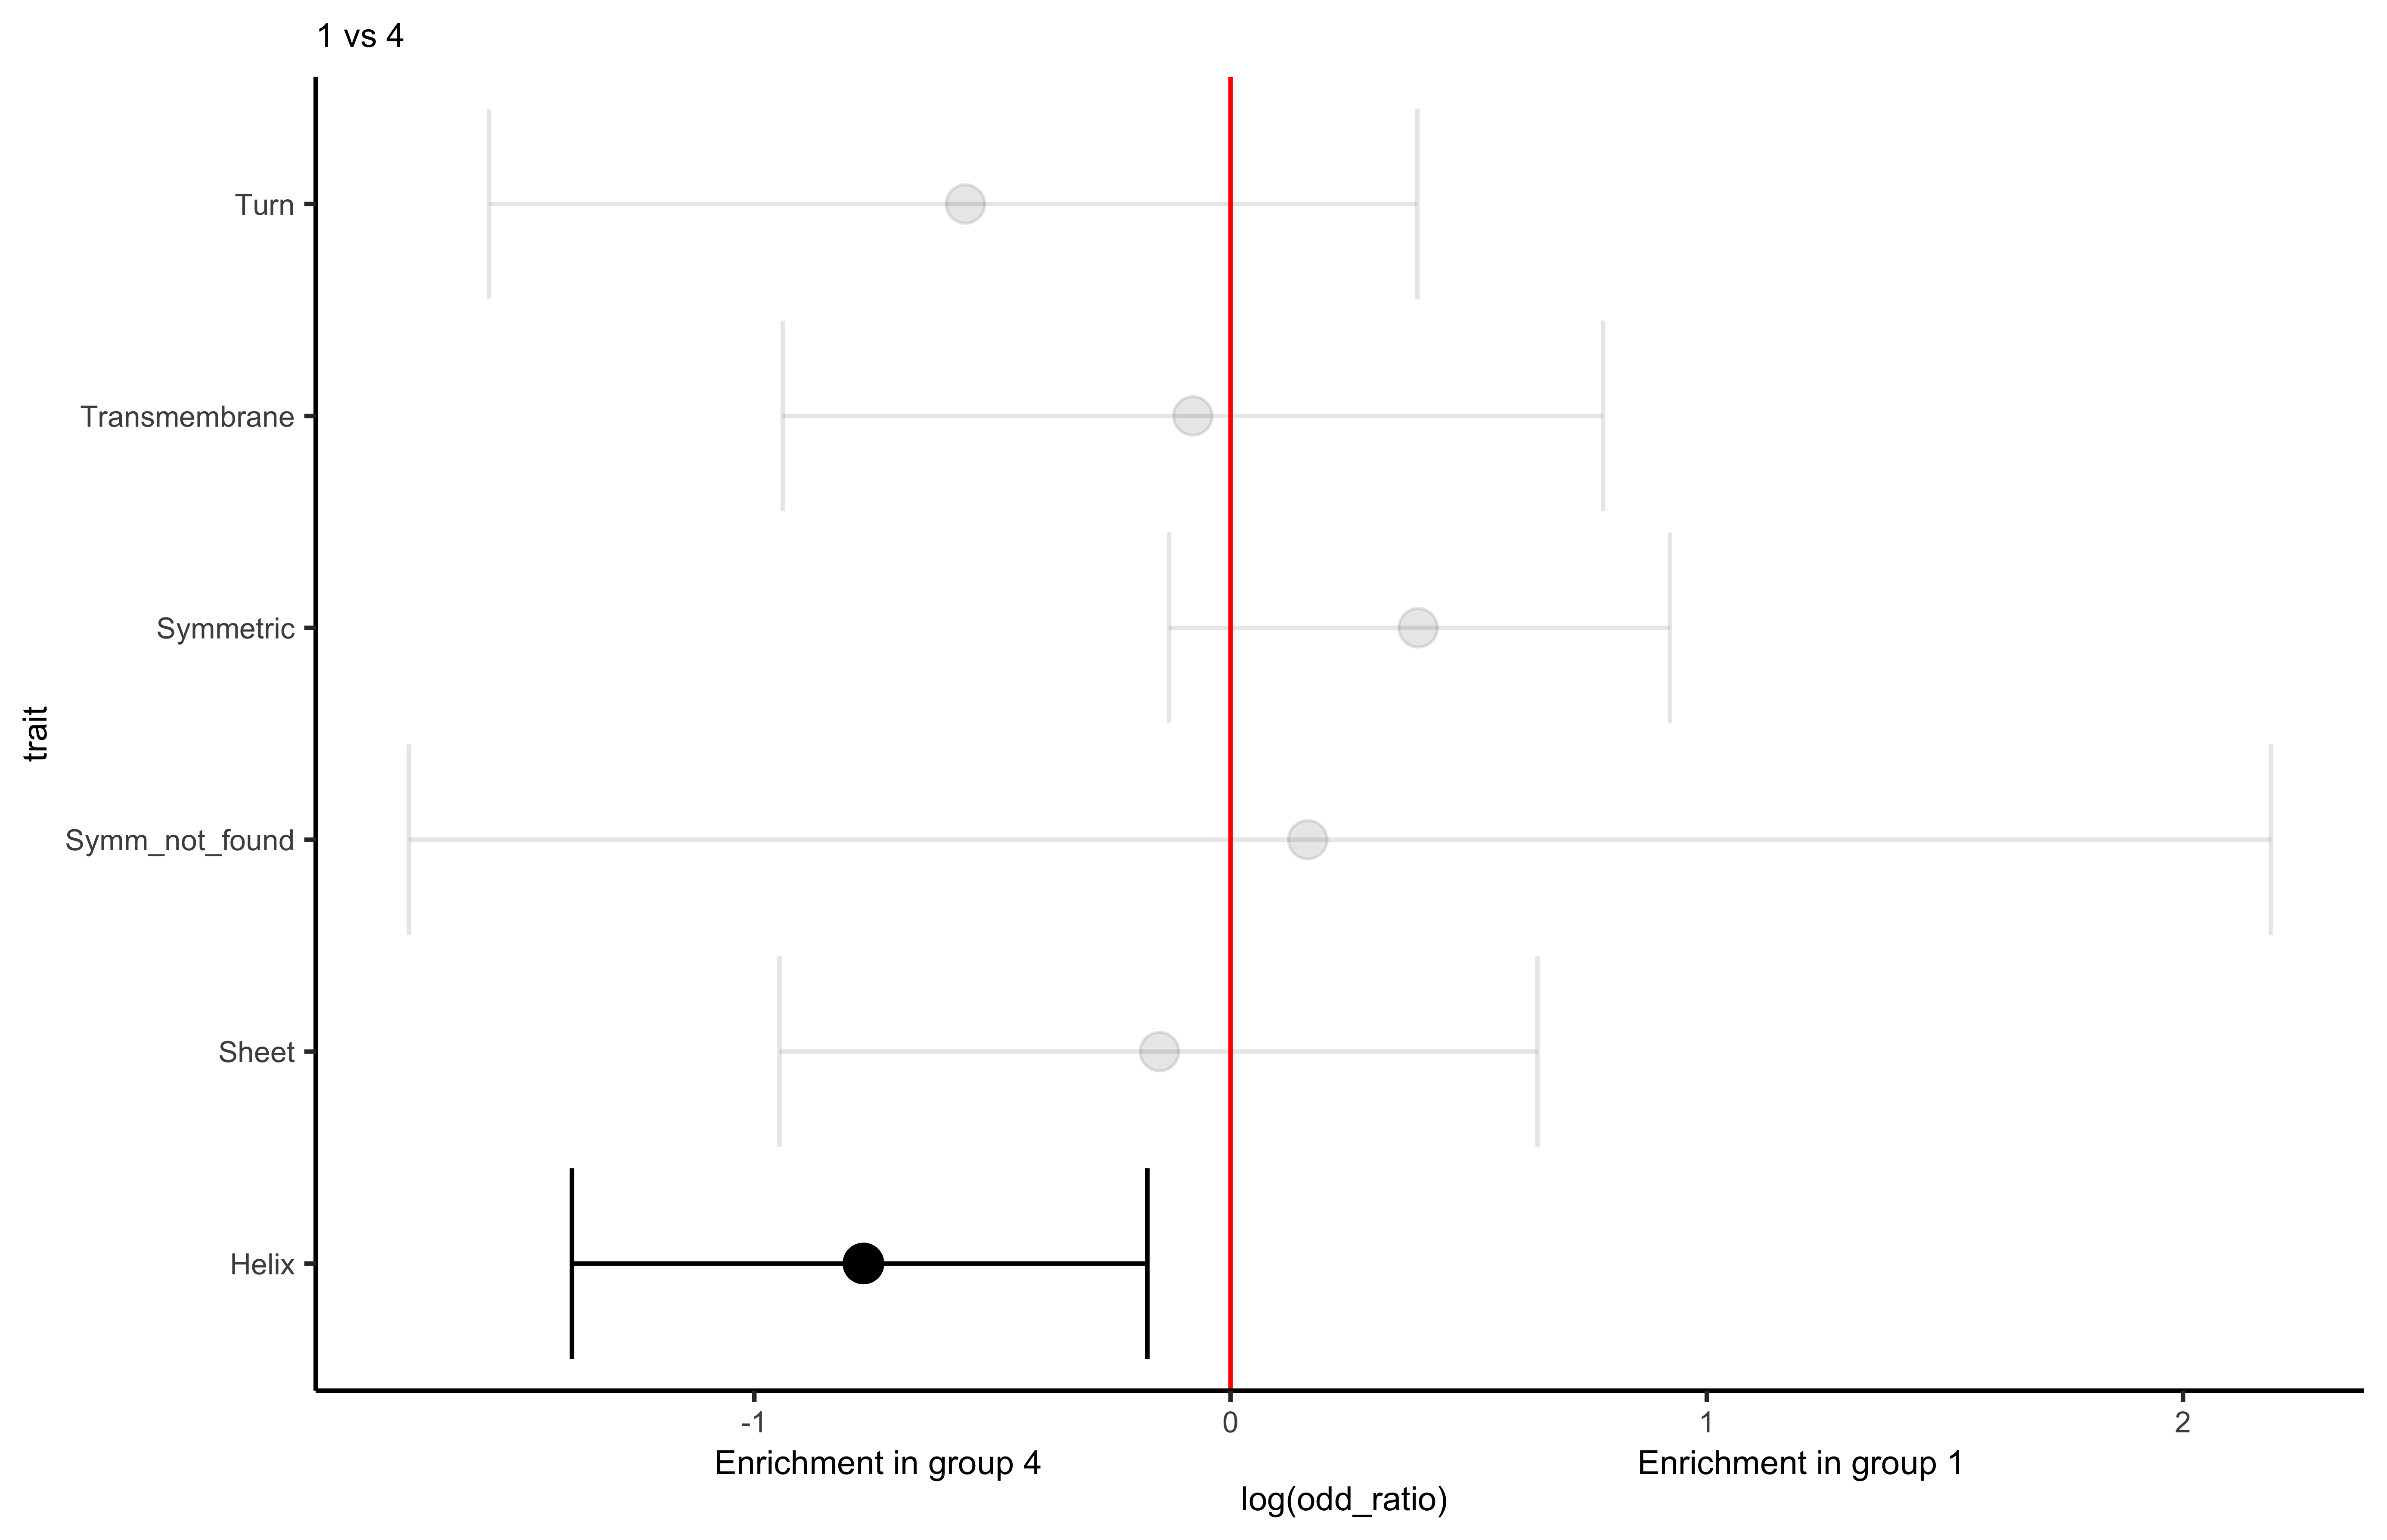 1 vs 4
Turn
Transmembrane
Symmetric
Symm_not_found
Sheet
Helix
trait
-1 0 1 2
Enrichment in group 4 Enrichment in group 1
log(odd_ratio)